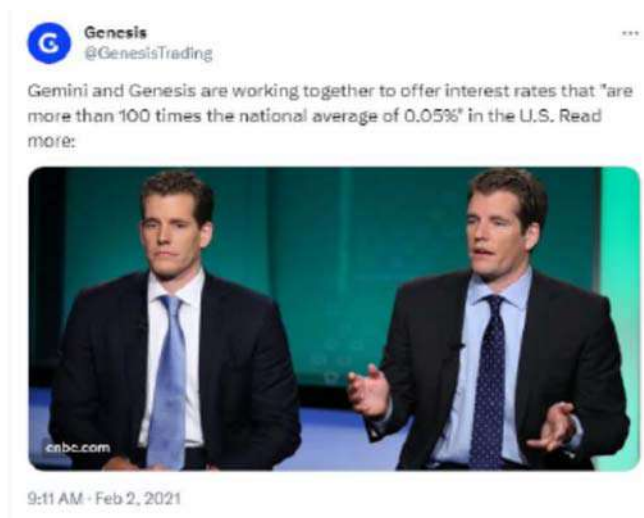 Genesis
@GenesisTrading
Gemini and Genesis are working together to offer interest rates that "are
more than 100 times the national average of 0.05%" in the U.S. Read
more:
cnbc.com
9:11 AM · Feb 2, 2021